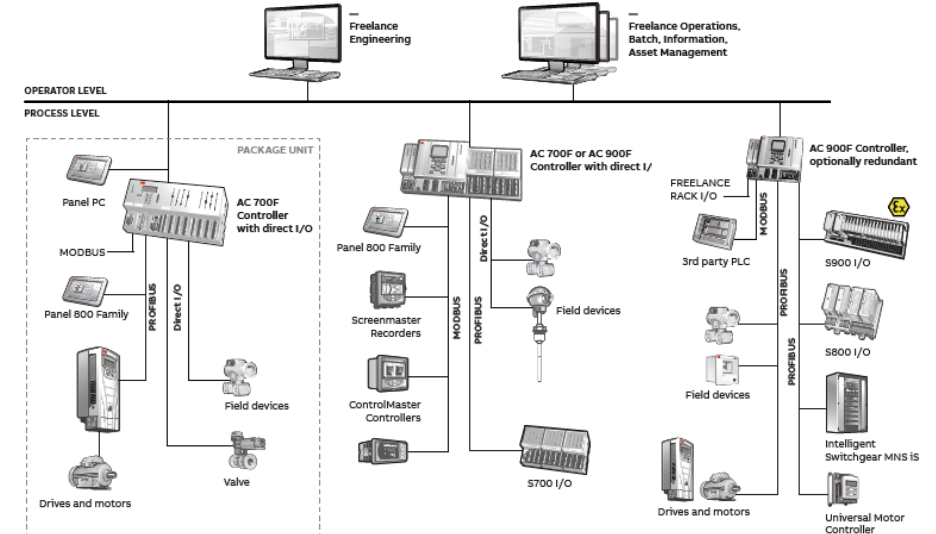 Freelance
Engineering
Freelance Operations,
Batch, Information,
Asset Management
OPERATOR LEVEL
PROCESS LEVEL
PACKAGE UNIT
Panel PC
AC 700F
Controller
with direct I/O
MODBUS
Panel 800 Family
PROFIBUS
Direct I/O
Field devices
Valve
Drives and motors
AC 700F or AC 900F
Controller with direct I/
Panel 800 Family
Direct I/O
Screenmaster
Recorders
MODBUS
PROFIBUS
Field devices
ControlMaster
Controllers
S700 I/O
AC 900F Controller,
optionally redundant
FREELANCE
RACK I/O
MODBUS
Ex
3rd party PLC
S900 I/O
PROFIBUS
PROFIBUS
S800 I/O
Field devices
Intelligent
Switchgear MNS iS
Drives and motors
Universal Motor
Controller